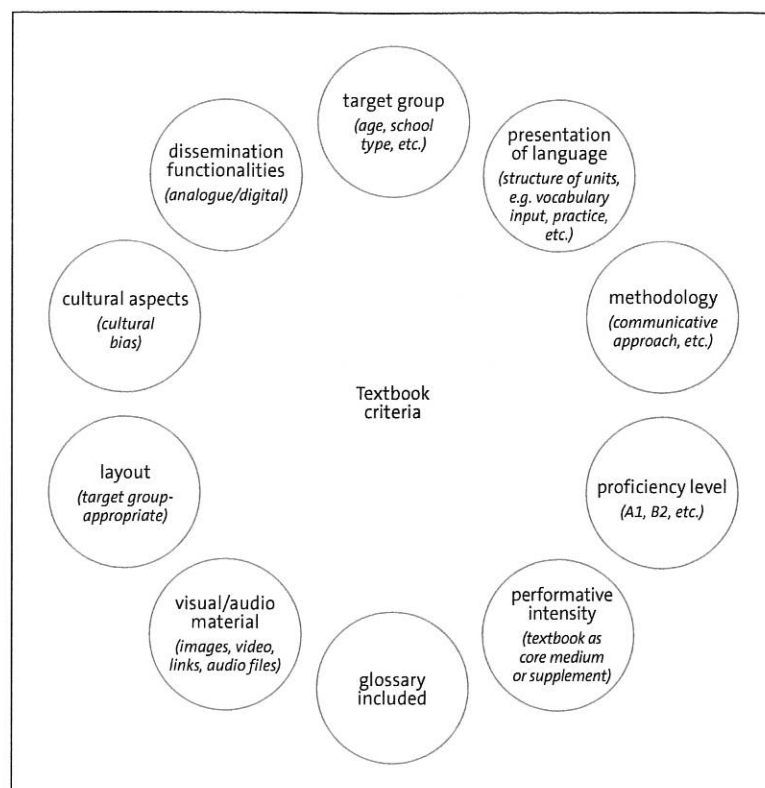 target group
(age, school
type, etc.)
presentation
of language
(structure of units,
e.g. vocabulary
input, practice,
etc.)
methodology
(communicative
approach, etc.)
proficiency level
(A1, B2, etc.)
performative
intensity
(textbook as
core medium
or supplement)
glossary
included
visual/audio
material
(images, video,
links, audio files)
layout
(target group-
appropriate)
cultural aspects
(cultural
bias)
dissemination
functionalities
(analogue/digital)
Textbook
criteria